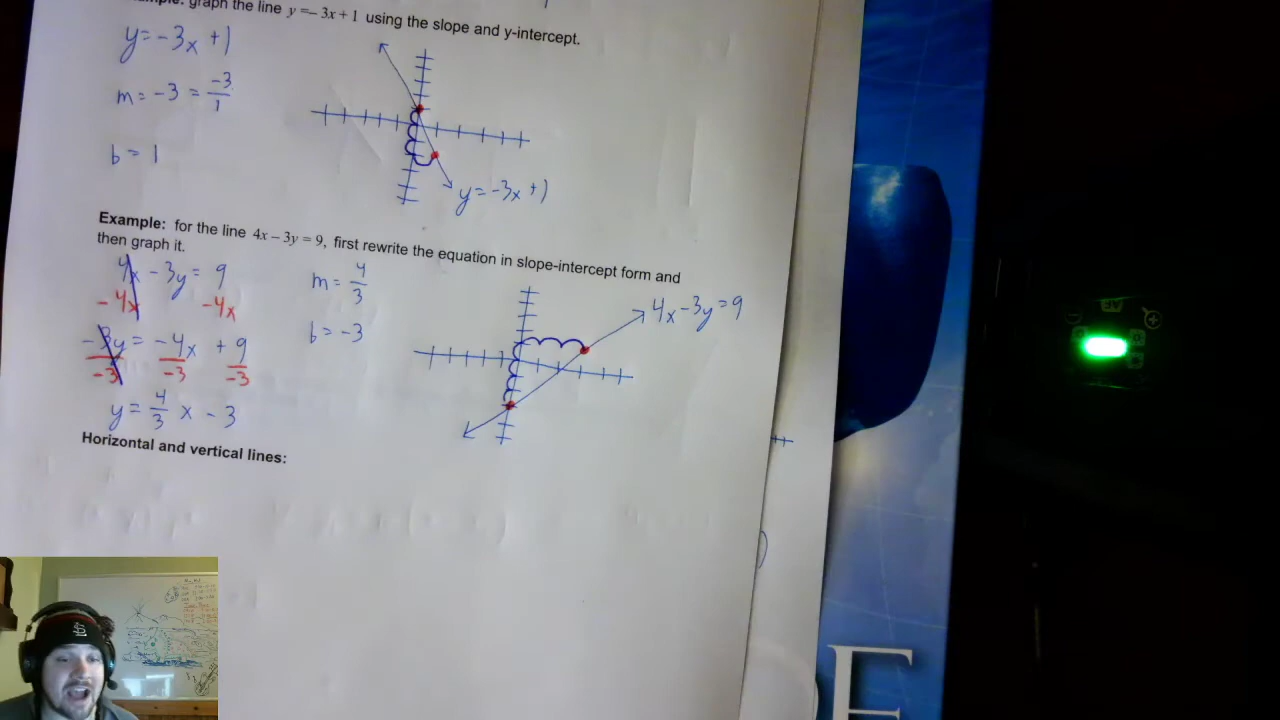 graph the line y = – 3x + 1 using the slope and y-intercept.
y = -3x + 1
m = -3 = -3/1
b = 1
y = -3x + 1
Example: for the line 4x – 3y = 9, first rewrite the equation in slope-intercept form and
then graph it.
4x - 3y = 9
-4x -4x
-3y = -4x + 9
-3 -3 -3
y = 4/3 x - 3
m = 4/3
b = -3
4x - 3y = 9
Horizontal and vertical lines:
AF
E